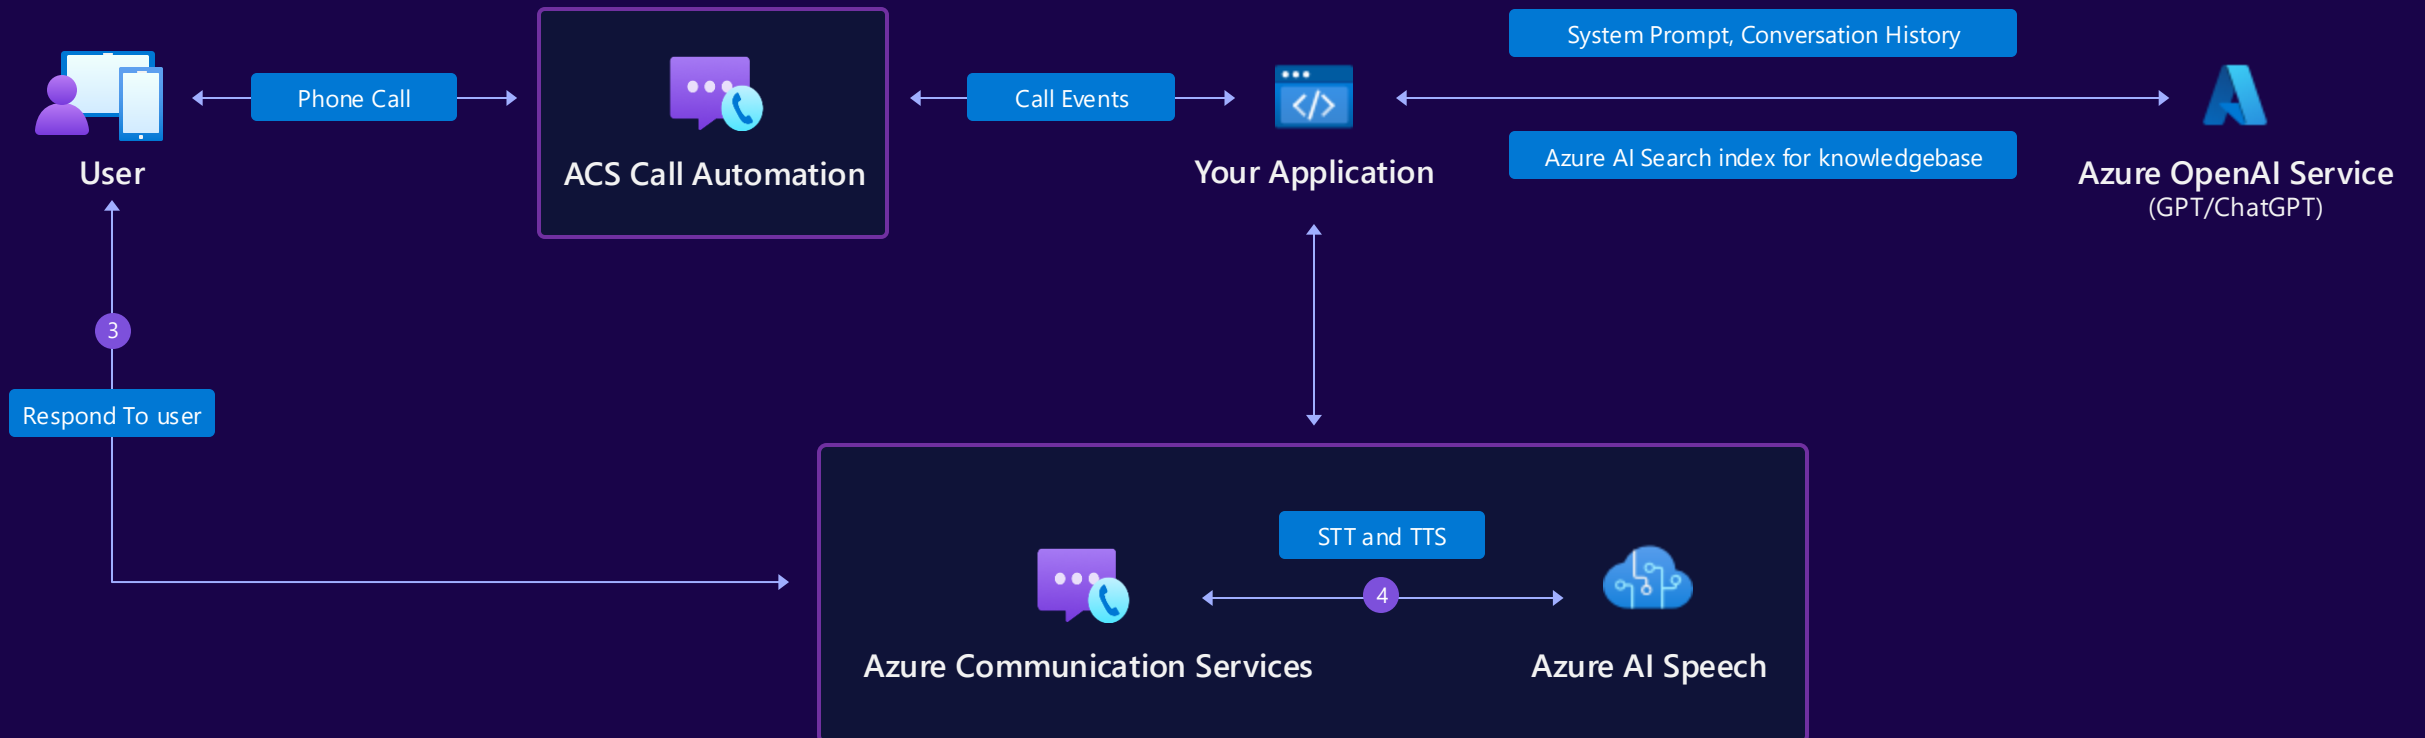 System Prompt, Conversation History
Phone Call
Call Events
Azure AI Search index for knowledgebase
User
ACS Call Automation
Your Application
Azure OpenAI Service
(GPT/ChatGPT)
3
Respond To user
STT and TTS
4
Azure Communication Services
Azure AI Speech